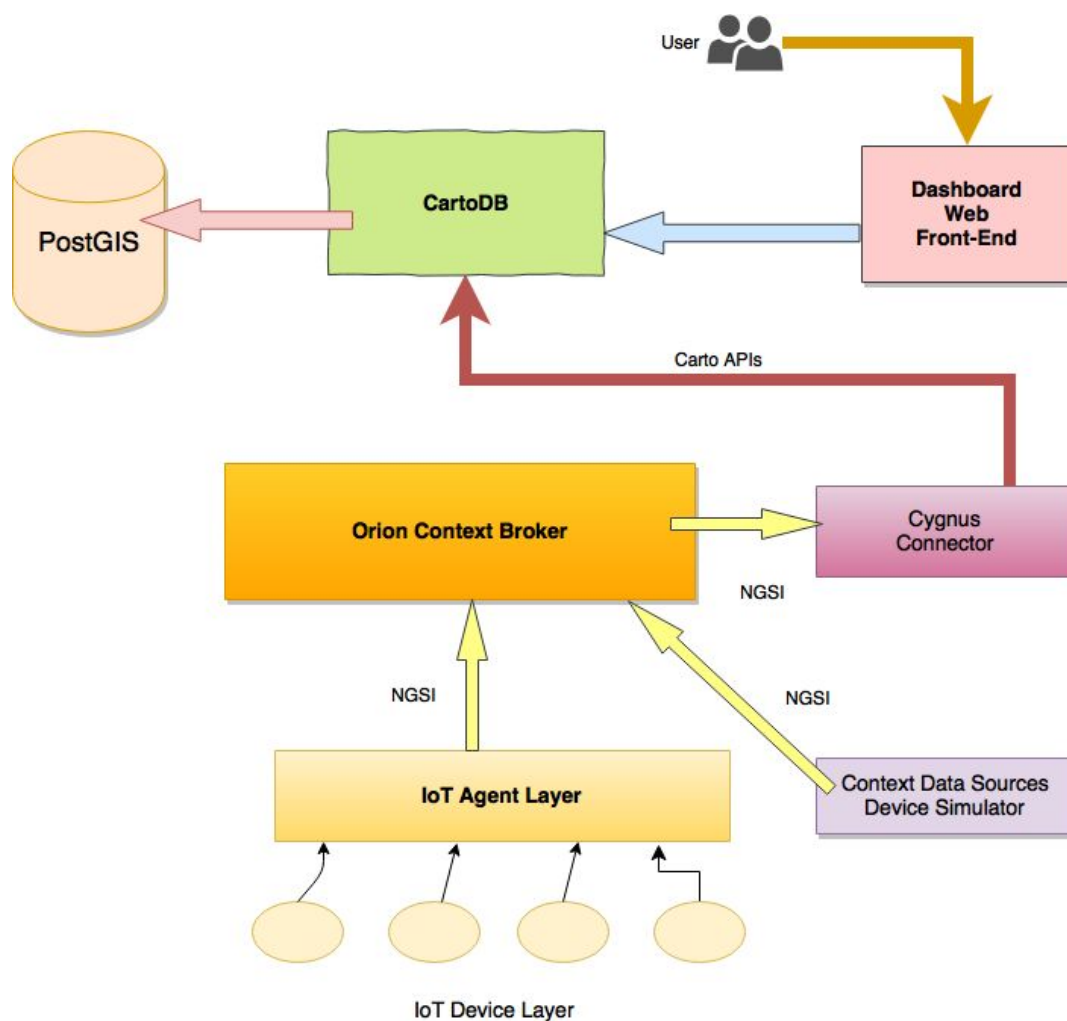 User
Dashboard
Web
Front-End
CartoDB
PostGIS
Carto APIs
Orion Context Broker
Cygnus
Connector
NGSI
NGSI
NGSI
IoT Agent Layer
Context Data Sources
Device Simulator
IoT Device Layer